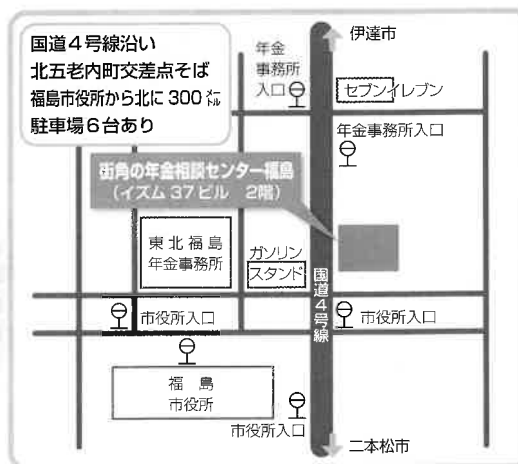 国道4号線沿い
北五老内町交差点そば
福島市役所から北に300メートル
駐車場6台あり
伊達市
年金
事務所
入口
セブンイレブン
年金事務所入口
街角の年金相談センター福島
(イズム37ビル 2階)
東北福島
年金事務所
ガソリン
スタンド
国道4号線
市役所入口
市役所入口
福島
市役所
市役所入口
二本松市